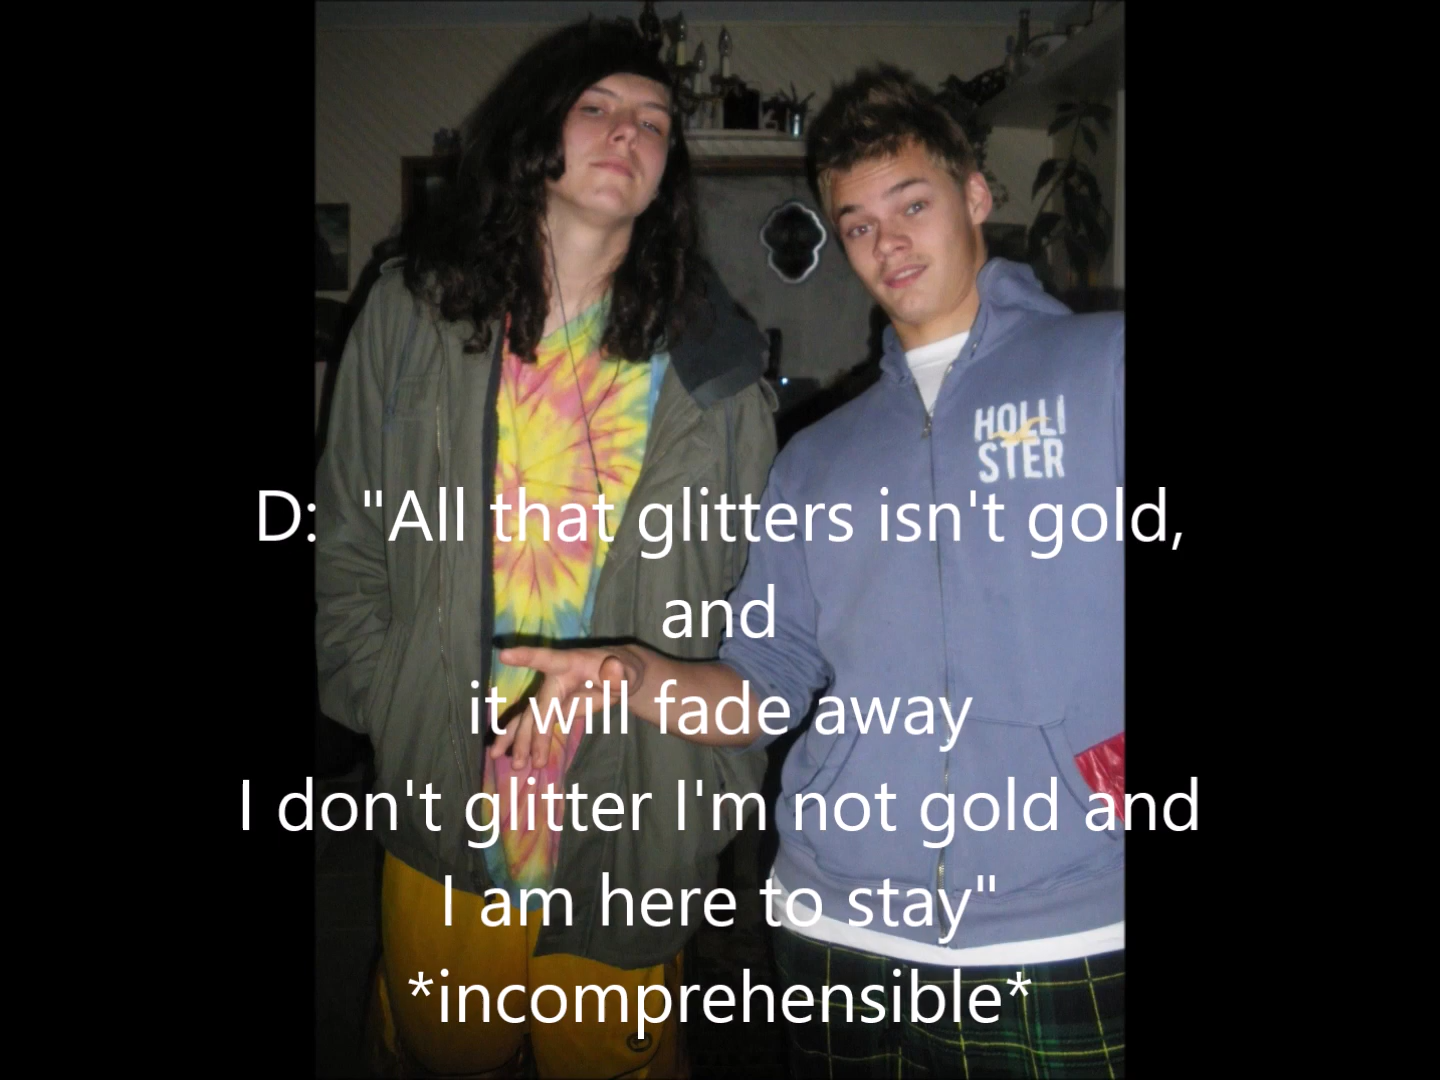 HOLLI
STER
D: "All that glitters isn't gold,
and
it will fade away
I don't glitter I'm not gold and
I am here to stay"
*incomprehensible*